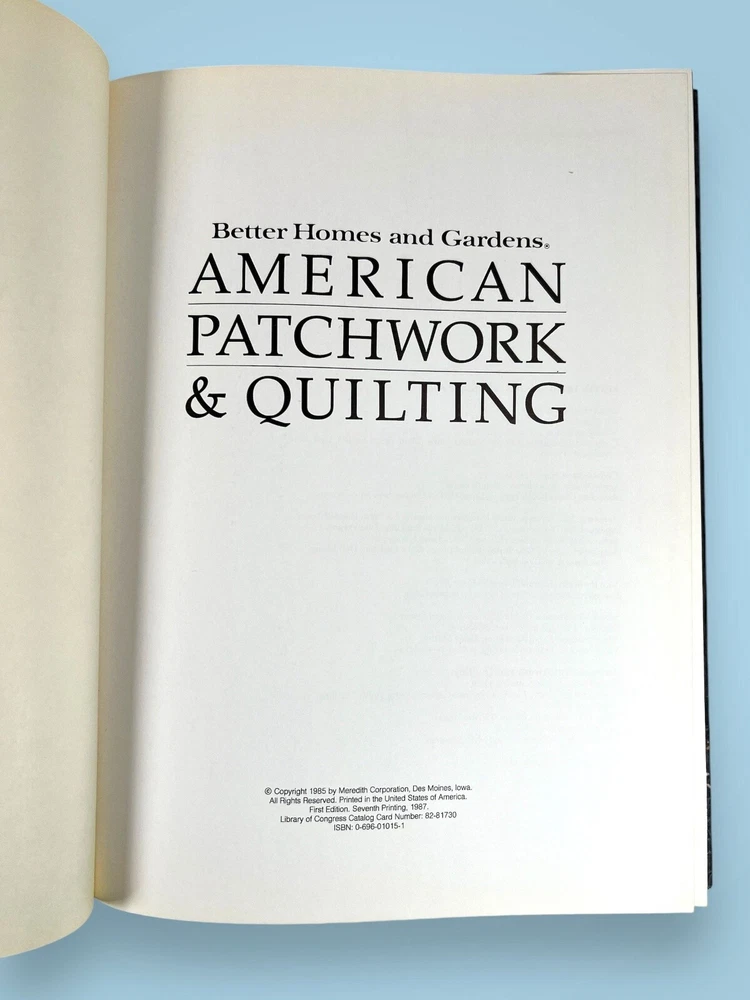 Better Homes and Gardens®
AMERICAN
PATCHWORK
& QUILTING
© Copyright 1985 by Meredith Corporation, Des Moines, Iowa.
All Rights Reserved. Printed in the United States of America.
First Edition. Seventh Printing, 1987.
Library of Congress Catalog Card Number: 82-81730
ISBN: 0-696-01015-1